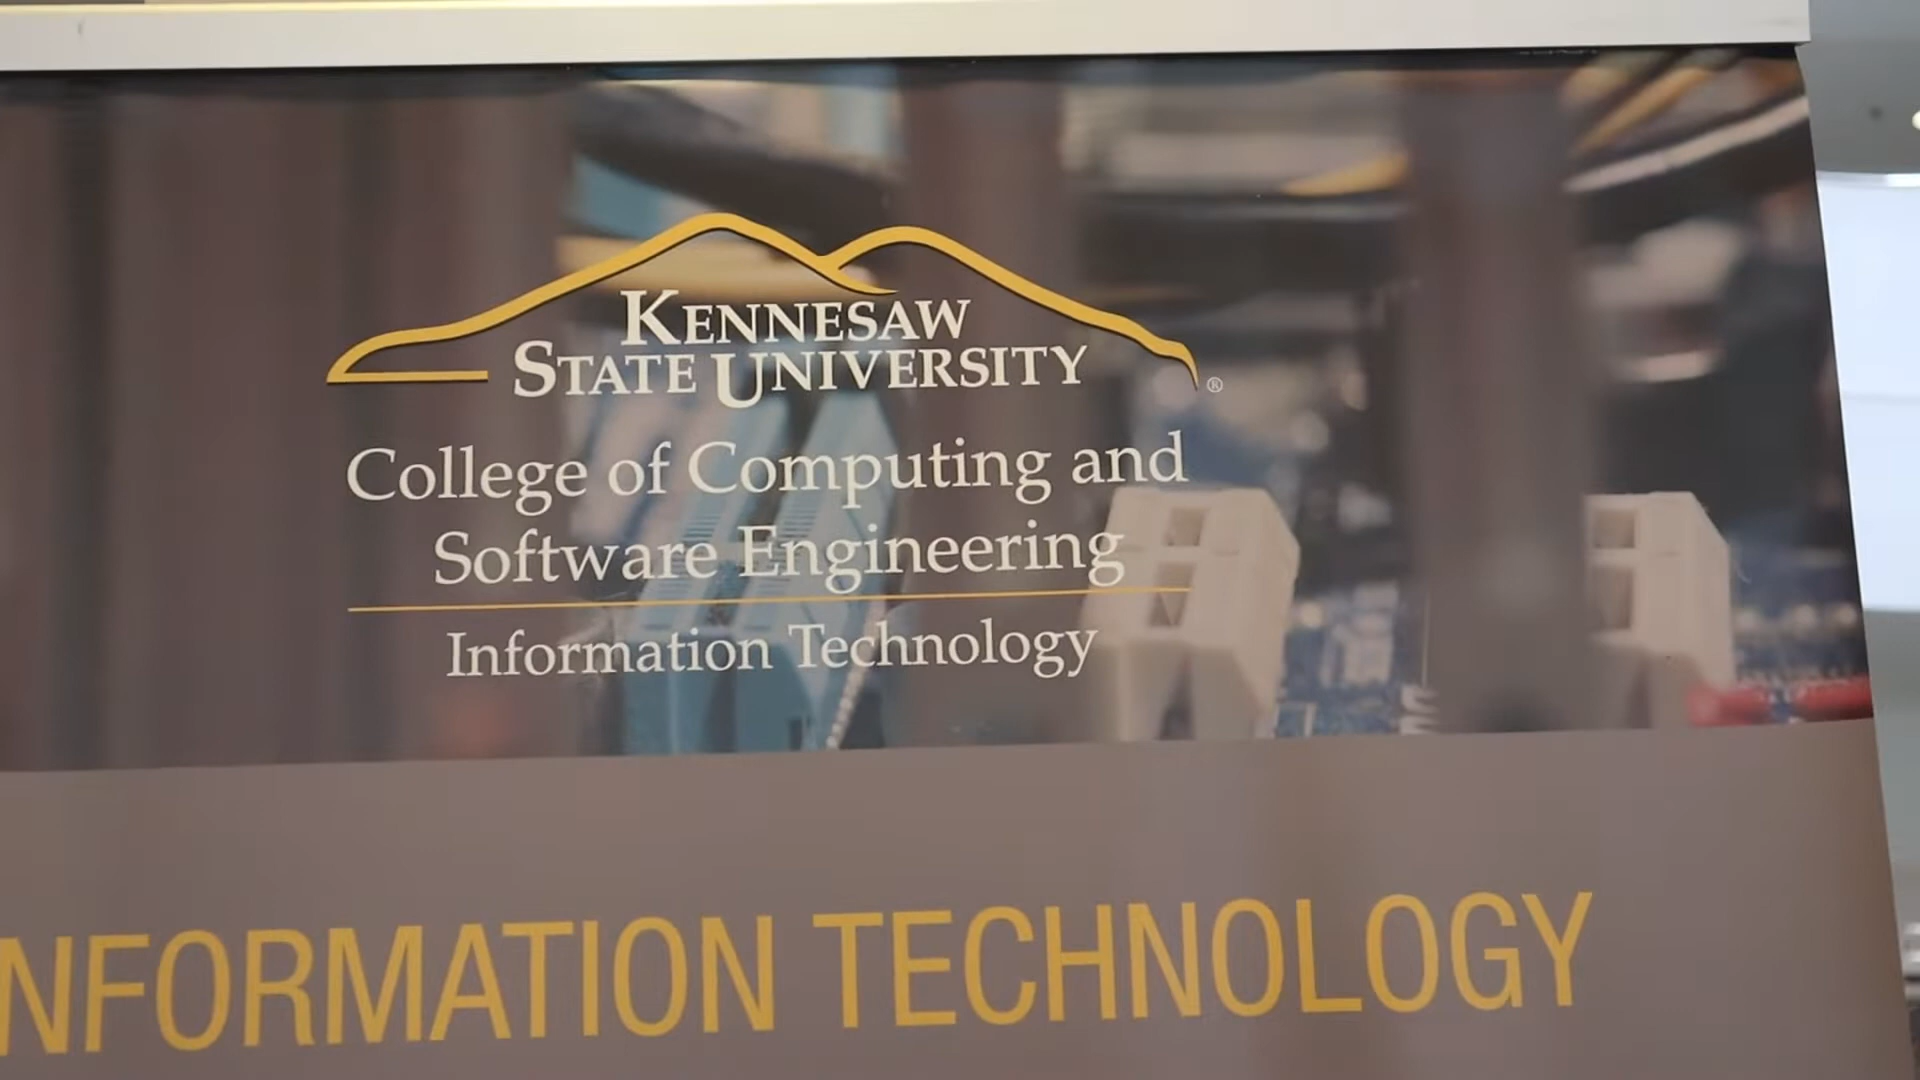 KENNESAW
STATE UNIVERSITY ®
College of Computing and
Software Engineering
Information Technology
NFORMATION TECHNOLOGY